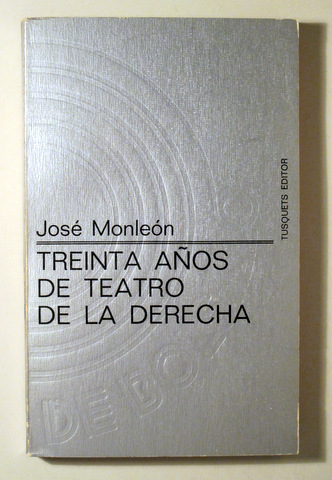 José Monleón
TREINTA AÑOS
DE TEATRO
DE LA DERECHA
TUSQUETS EDITOR